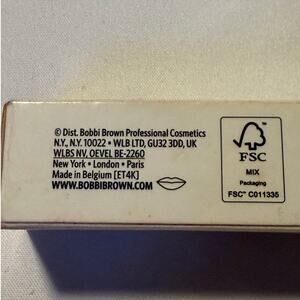 © Dist. Bobbi Brown Professional Cosmetics
N.Y., N.Y. 10022 • WLB LTD, GU32 3DD, UK
WLBS NV, OEVEL BE-2260
New York • London • Paris
Made in Belgium [ET4K]
WWW.BOBBIBROWN.COM
FSC
MIX
Packaging
FSC™ C011335